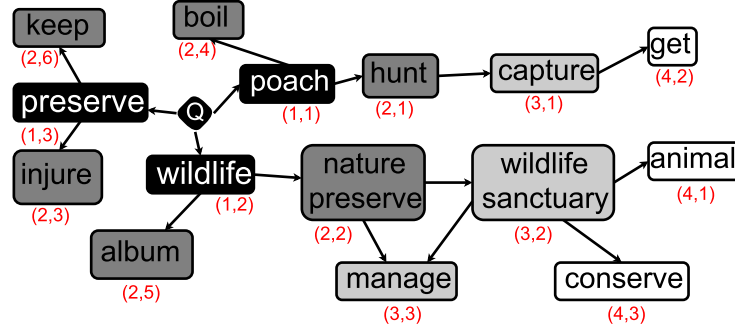 keep
(2,6)
boil
(2,4)
get
(4,2)
poach
(1,1)
hunt
(2,1)
capture
(3,1)
preserve
(1,3)
Q
injure
(2,3)
wildlife
(1,2)
nature
preserve
(2,2)
wildlife
sanctuary
(3,2)
animal
(4,1)
album
(2,5)
manage
(3,3)
conserve
(4,3)